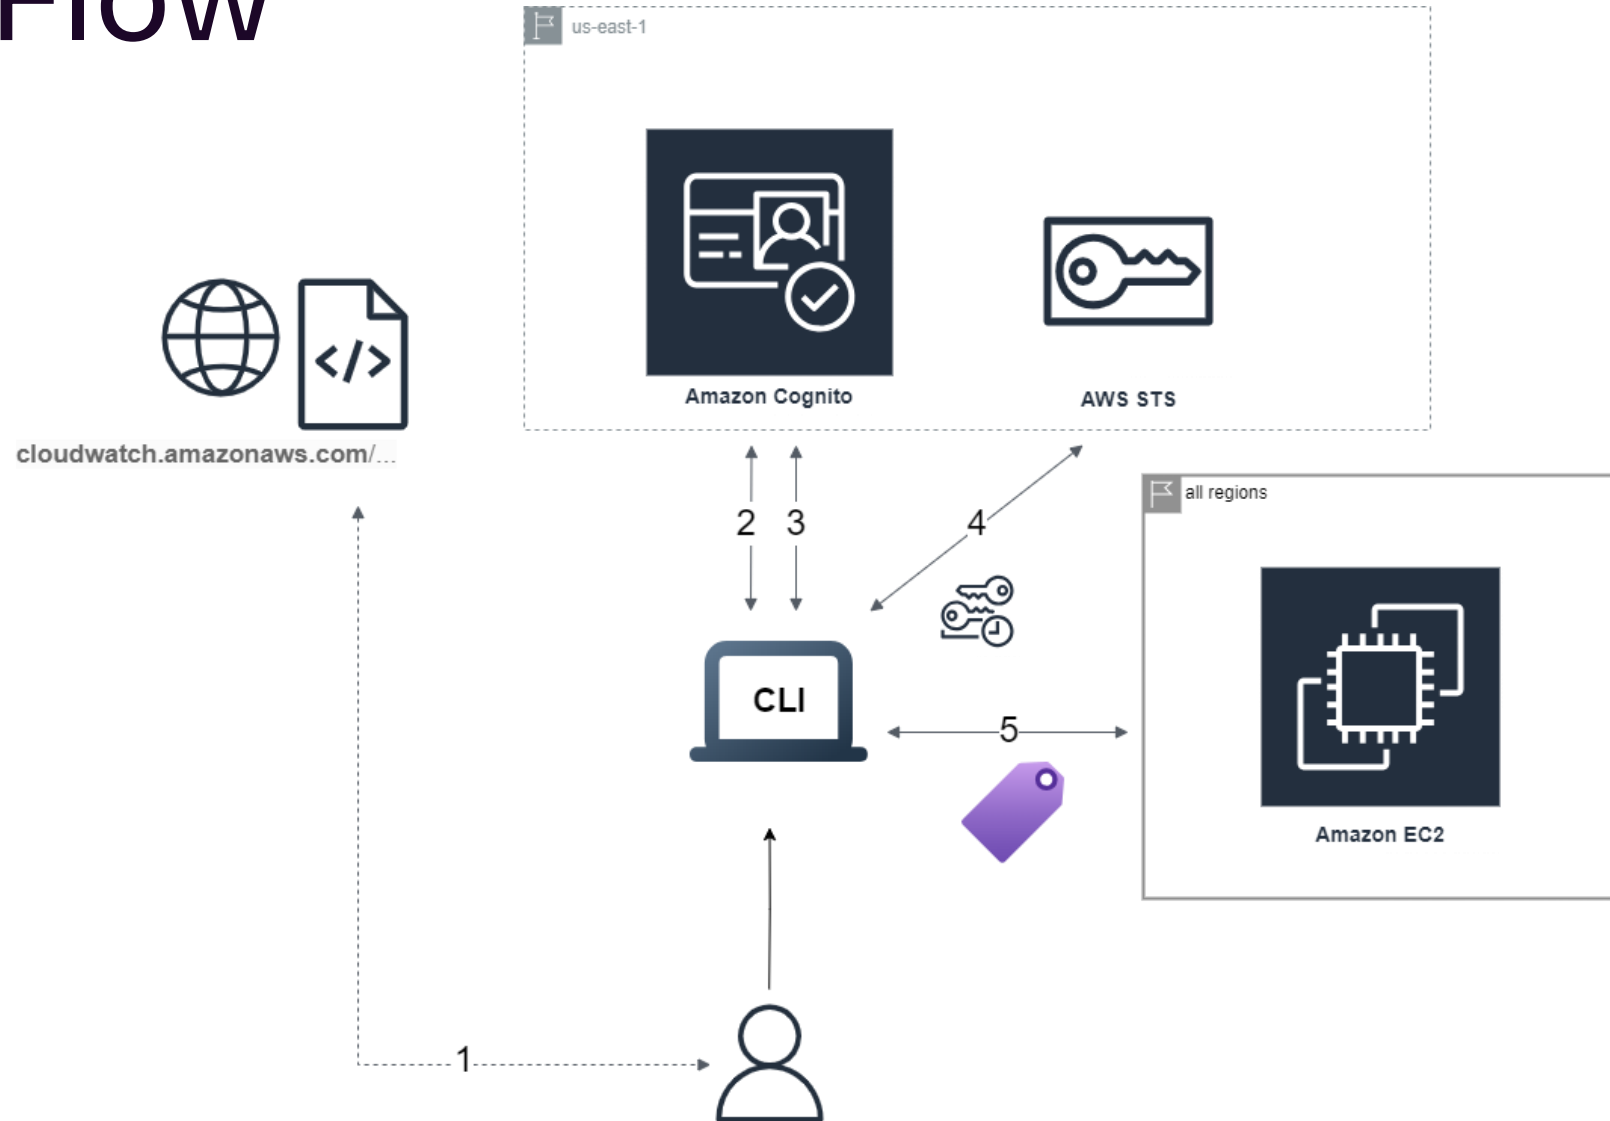 Flow
us-east-1
Amazon Cognito
AWS STS
</>
cloudwatch.amazonaws.com/...
all regions
2
3
4
CLI
5
Amazon EC2
1